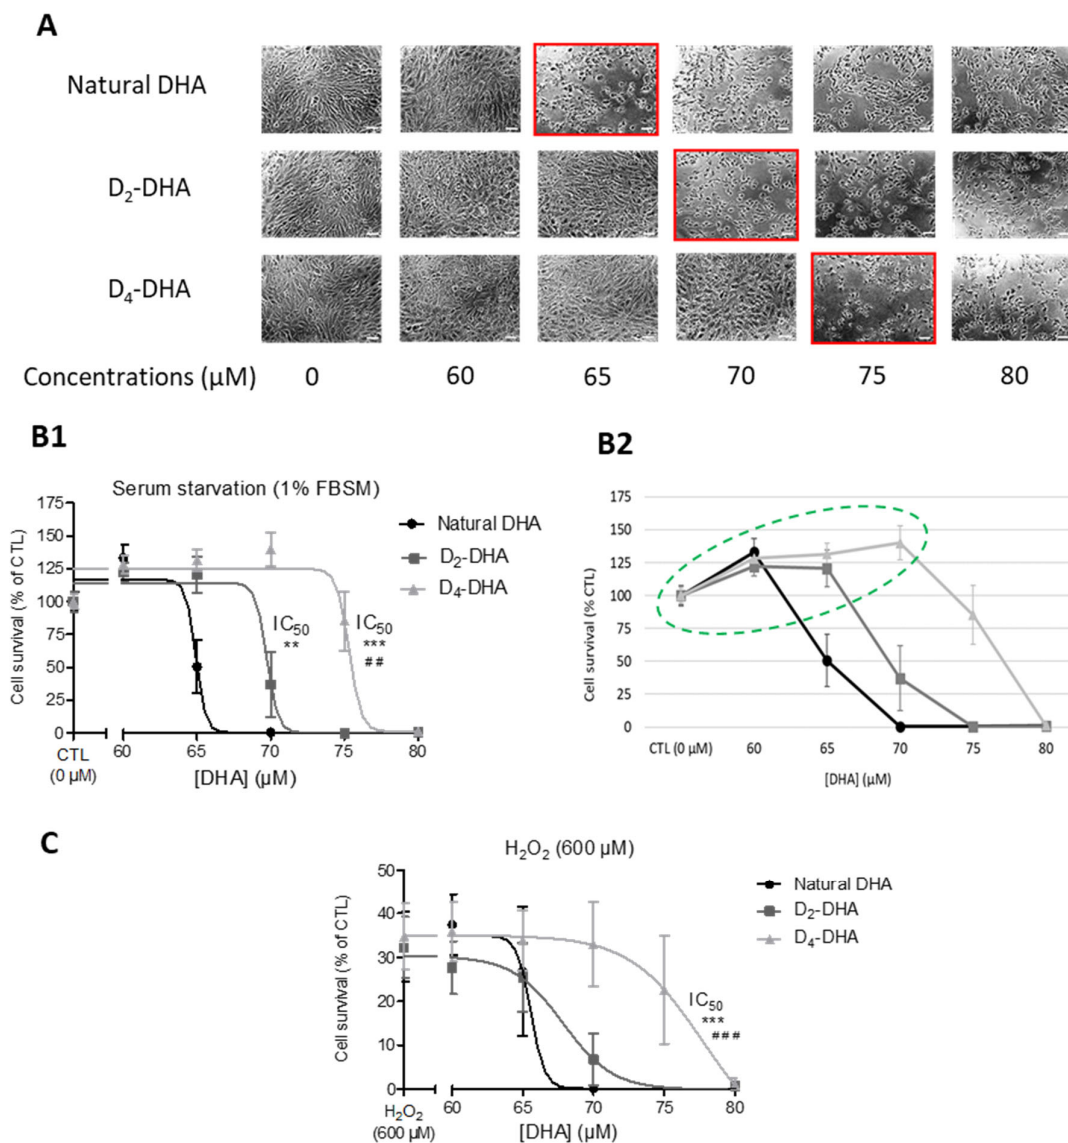 A
Natural DHA
D₂-DHA
D₄-DHA
Concentrations (µM) 0 60 65 70 75 80
B1
Serum starvation (1% FBSM)
175
150
125
100
75
50
25
0
Cell survival (% of CTL)
Natural DHA
D₂-DHA
D₄-DHA
IC₅₀
**
IC₅₀
***
##
CTL
(0 µM)
60 65 70 75 80
[DHA] (µM)
B2
175
150
125
100
75
50
25
0
Cell survival (% CTL)
CTL (0 µM) 60 65 70 75 80
[DHA] (µM)
C
H₂O₂ (600 µM)
50
40
30
20
10
0
Cell survival (% of CTL)
Natural DHA
D₂-DHA
D₄-DHA
IC₅₀
***
###
H₂O₂
(600 µM)
60 65 70 75 80
[DHA] (µM)